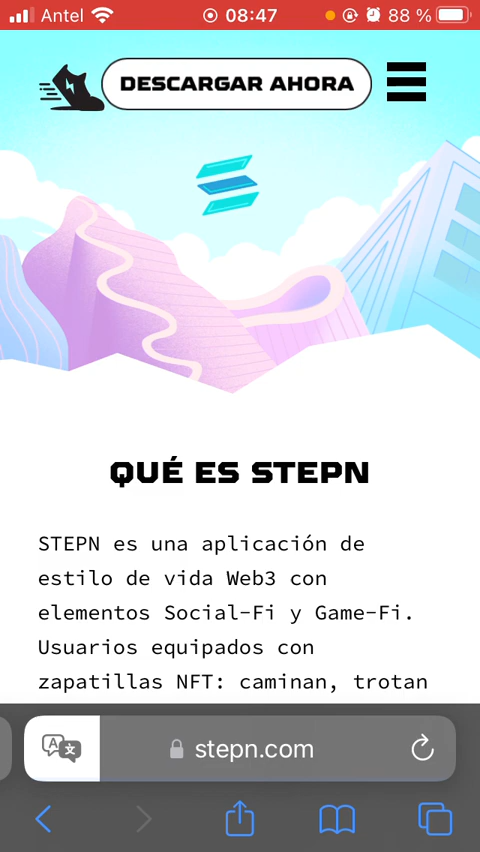 Antel 08:47 88 %
DESCARGAR AHORA
QUÉ ES STEPN
STEPN es una aplicación de
estilo de vida Web3 con
elementos Social-Fi y Game-Fi.
Usuarios equipados con
zapatillas NFT: caminan, trotan
stepn.com